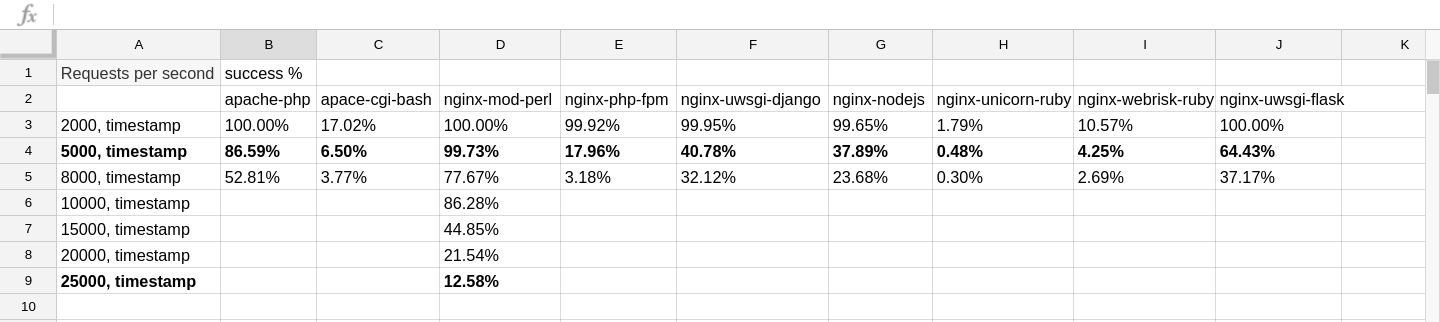 fx
A B C D E F G H I J K
1 Requests per second success %
2 apache-php apace-cgi-bash nginx-mod-perl nginx-php-fpm nginx-uwsgi-django nginx-nodejs nginx-unicorn-ruby nginx-webrisk-ruby nginx-uwsgi-flask
3 2000, timestamp 100.00% 17.02% 100.00% 99.92% 99.95% 99.65% 1.79% 10.57% 100.00%
4 5000, timestamp 86.59% 6.50% 99.73% 17.96% 40.78% 37.89% 0.48% 4.25% 64.43%
5 8000, timestamp 52.81% 3.77% 77.67% 3.18% 32.12% 23.68% 0.30% 2.69% 37.17%
6 10000, timestamp 86.28%
7 15000, timestamp 44.85%
8 20000, timestamp 21.54%
9 25000, timestamp 12.58%
10